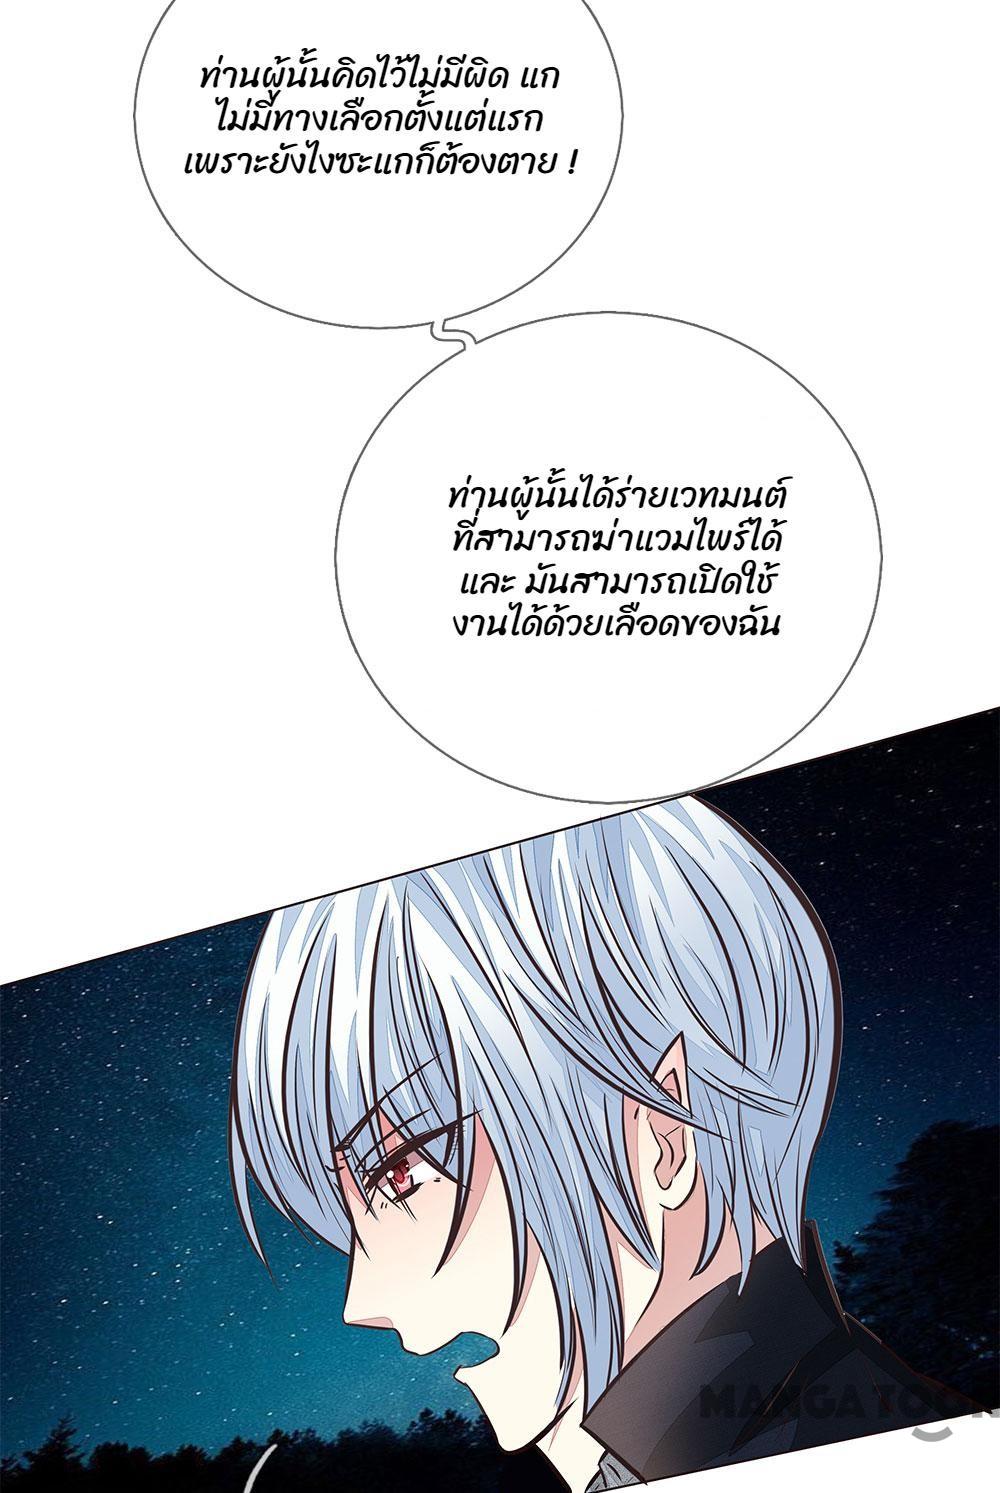 ท่านผู้นั้นคิดไว้ไม่มีผิด แก
ไม่มีทางเลือกตั้งแต่แรก
เพราะยังไงซะแกก็ต้องตาย !
ท่านผู้นั้นได้ร่ายเวทมนต์
ที่สามารถฆ่าแวมไพร์ได้
และ มันสามารถเปิดใช้
งานได้ด้วยเลือดของฉัน
MANGATOON